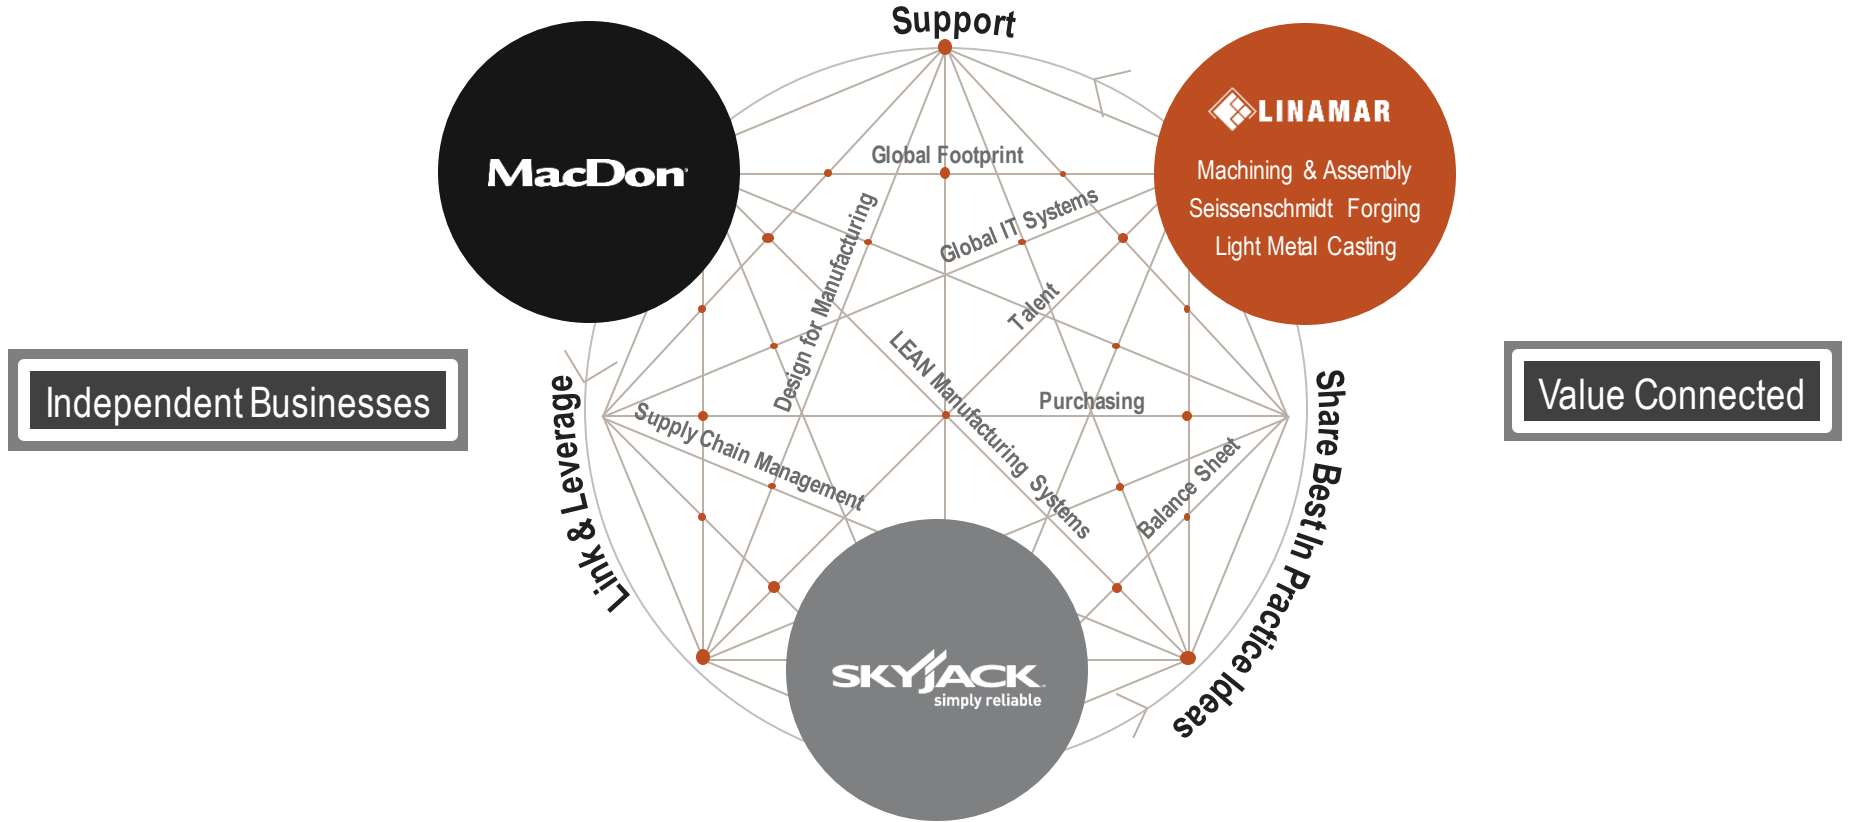 Support
MacDon
LINAMAR
Machining & Assembly
Seissenschmidt Forging
Light Metal Casting
Global Footprint
Global IT Systems
Design for Manufacturing
Talent
LEAN Manufacturing Systems
Purchasing
Supply Chain Management
Balance Sheet
Independent Businesses
Value Connected
Link & Leverage
Share Best In Practice Ideas
SKYJACK
simply reliable